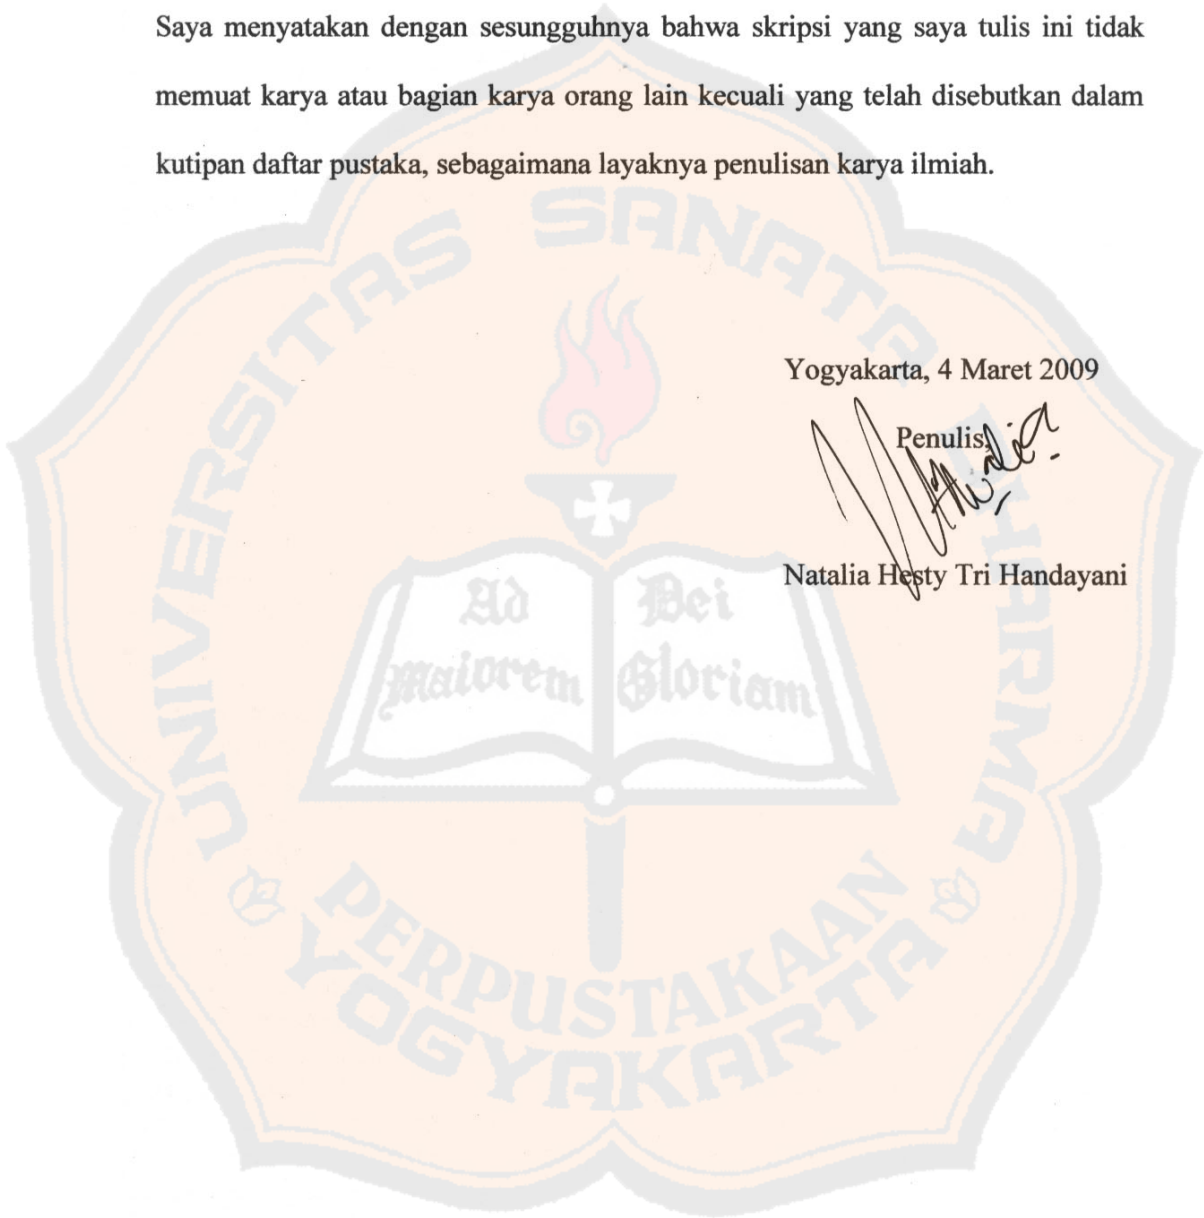 Saya menyatakan dengan sesungguhnya bahwa skripsi yang saya tulis ini tidak
memuat karya atau bagian karya orang lain kecuali yang telah disebutkan dalam
kutipan daftar pustaka, sebagaimana layaknya penulisan karya ilmiah.
UNIVERSITAS SANATA DHARMA
Yogyakarta, 4 Maret 2009
Penulis,
Natalia Hesty Tri Handayani
Ad Dei
Maiorem Gloriam
PERPUSTAKAAN
YOGYAKARTA